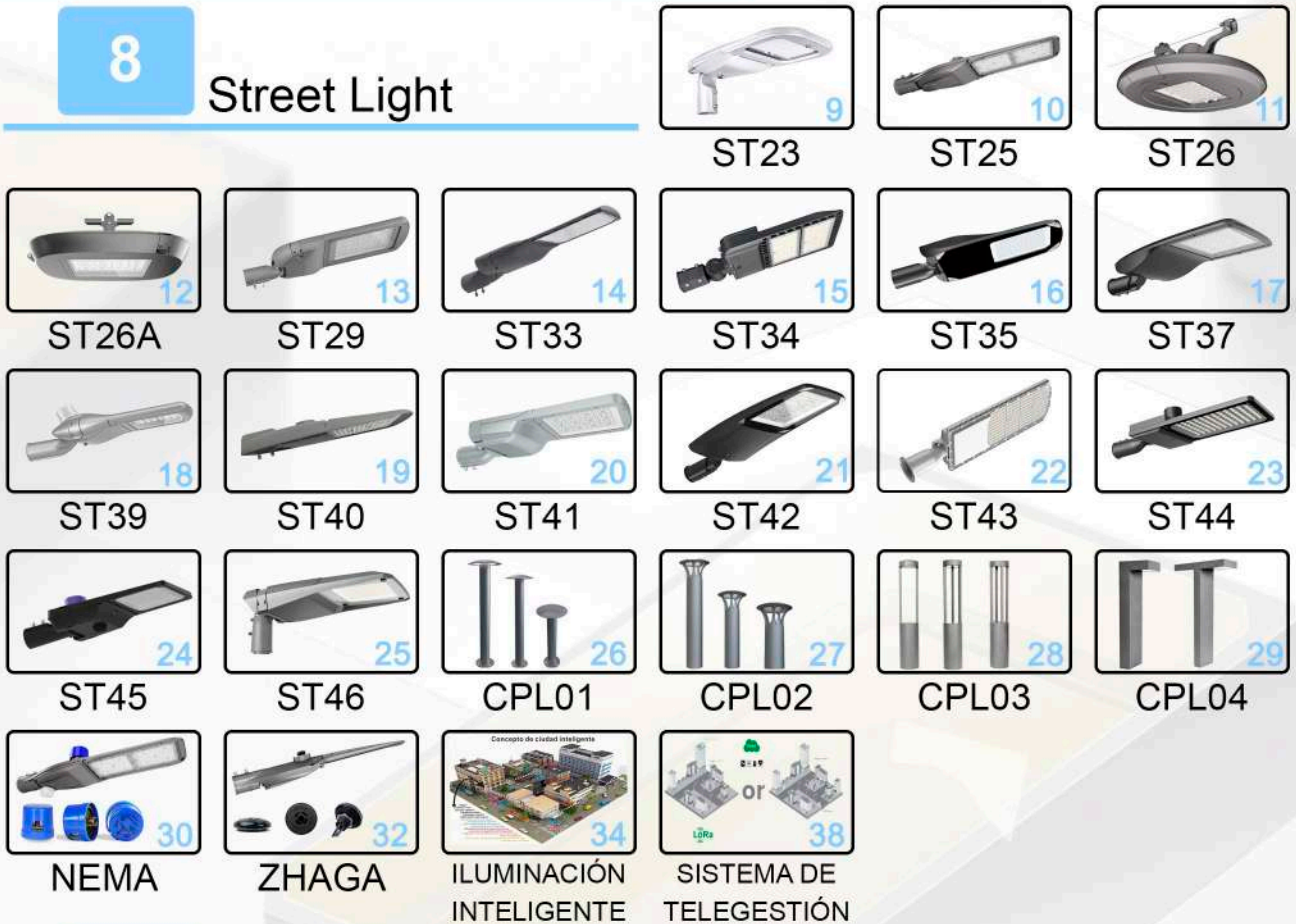 8
Street Light
9
10
11
ST23
ST25
ST26
12
13
14
15
16
17
ST26A
ST29
ST33
ST34
ST35
ST37
18
19
20
21
22
23
ST39
ST40
ST41
ST42
ST43
ST44
24
25
26
27
28
29
ST45
ST46
CPL01
CPL02
CPL03
CPL04
Concepto de ciudad inteligente
or
LoRa
30
32
34
38
NEMA
ZHAGA
ILUMINACIÓN
INTELIGENTE
SISTEMA DE
TELEGESTIÓN